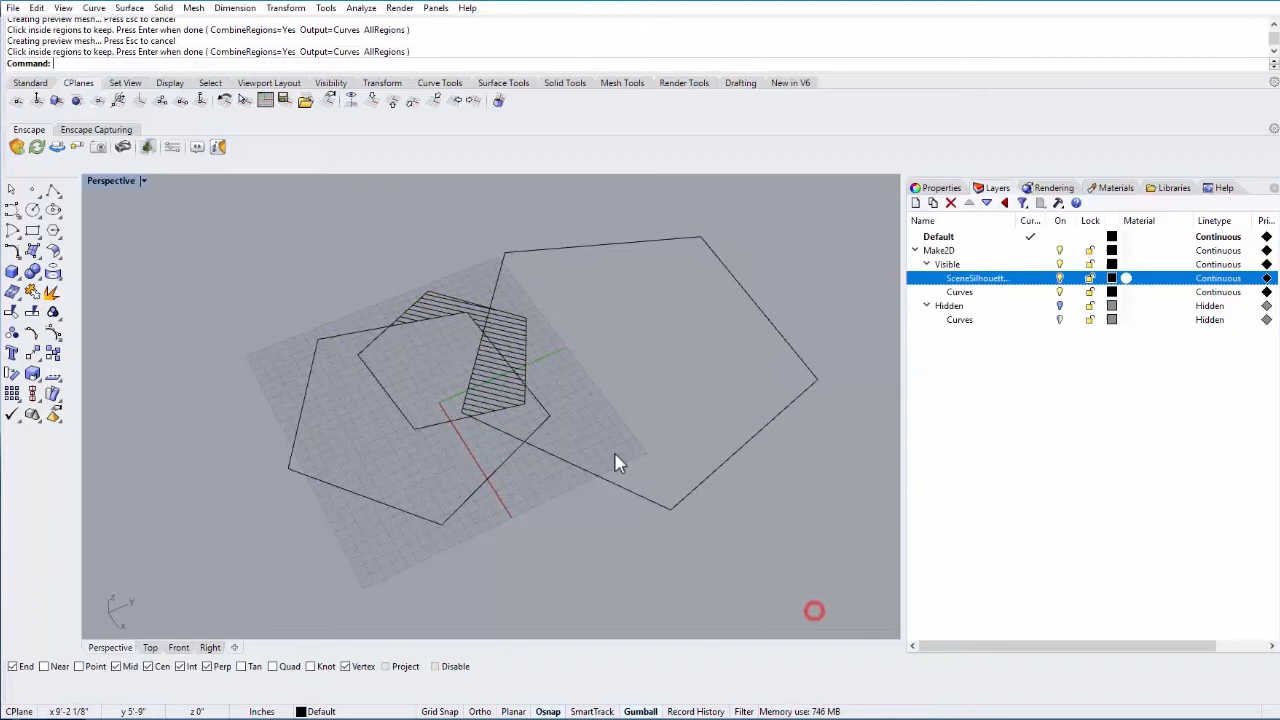 File Edit View Curve Surface Solid Mesh Dimension Transform Tools Analyze Render Panels Help
Creating preview mesh... Press Esc to cancel
Click inside regions to keep. Press Enter when done ( CombineRegions=Yes Output=Curves AllRegions )
Creating preview mesh... Press Esc to cancel
Click inside regions to keep. Press Enter when done ( CombineRegions=Yes Output=Curves AllRegions )
Command:
Standard CPlanes Set View Display Select Viewport Layout Visibility Transform Curve Tools Surface Tools Solid Tools Mesh Tools Render Tools Drafting New in V6
Enscape Enscape Capturing
Perspective
Properties Layers Rendering Materials Libraries Help
Name Cur... On Lock Material Linetype Pri...
Default Continuous
Make2D Continuous
Visible Continuous
SceneSilhouett... Continuous
Curves Continuous
Hidden Hidden
Curves Hidden
z
y
x
Perspective Top Front Right
End Near Point Mid Cen Int Perp Tan Quad Knot Vertex Project Disable
CPlane x 9'-2 1/8" y 5'-9" z 0" Inches Default Grid Snap Ortho Planar Osnap SmartTrack Gumball Record History Filter Memory use: 746 MB